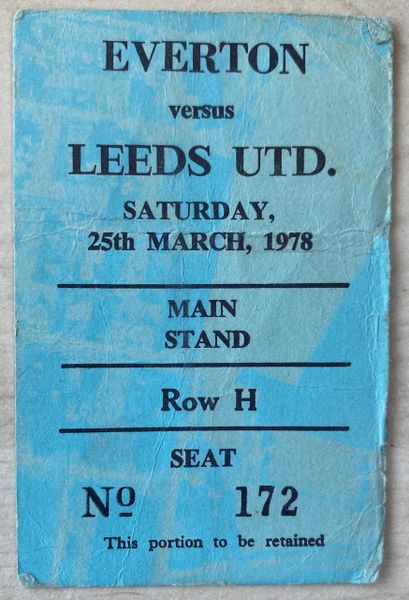 EVERTON
versus
LEEDS UTD.
SATURDAY,
25th MARCH, 1978
MAIN
STAND
Row H
SEAT
Nº 172
This portion to be retained